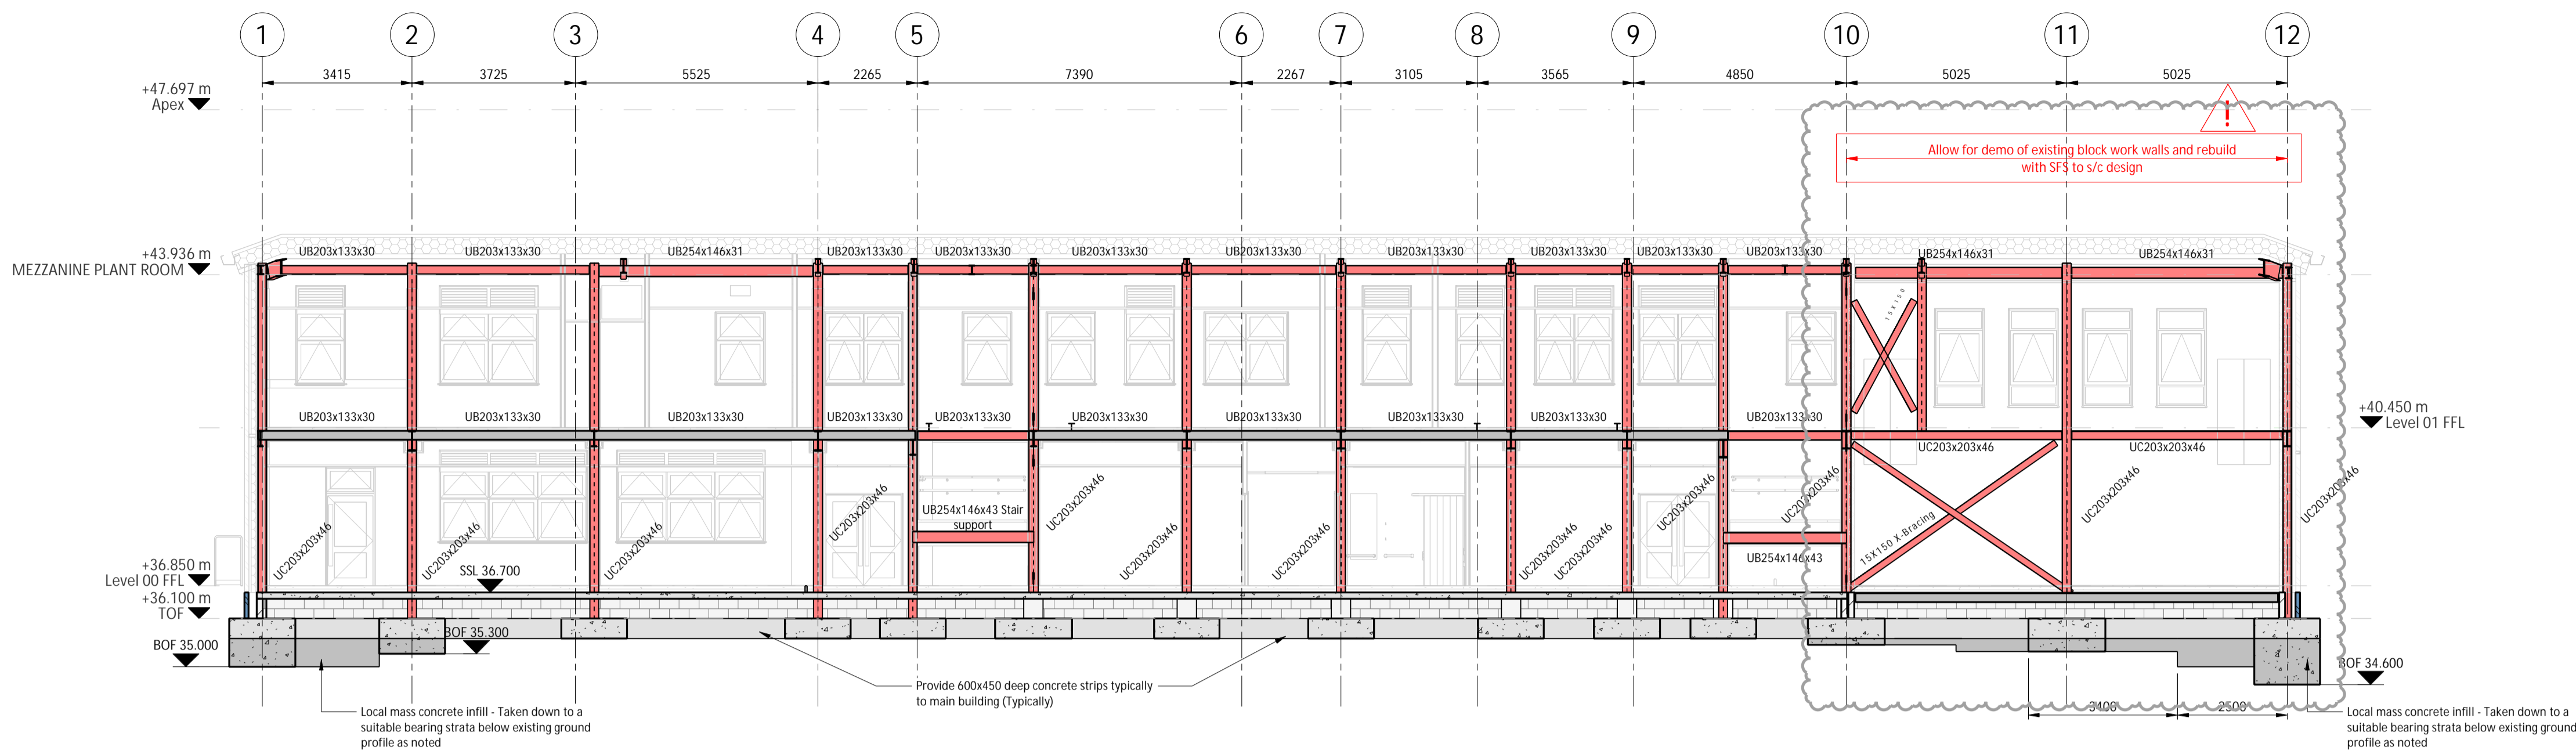 1 2 3 4 5 6 7 8 9 10 11 12
3415 3725 5525 2265 7390 2267 3105 3565 4850 5025 5025
+47.697 m
Apex
!
Allow for demo of existing block work walls and rebuild
with SFS to s/c design
+43.936 m
MEZZANINE PLANT ROOM
UB203x133x30 UB203x133x30 UB254x146x31 UB203x133x30 UB203x133x30 UB203x133x30 UB203x133x30 UB203x133x30 UB203x133x30 UB203x133x30 UB203x133x30 UB254x146x31 UB254x146x31
15X150
UB203x133x30 UB203x133x30 UB203x133x30 UB203x133x30 UB203x133x30 UB203x133x30 UB203x133x30 UB203x133x30 UB203x133x30 UB203x133x30
+40.450 m
Level 01 FFL
UC203x203x46 UC203x203x46
UC203x203x46 UC203x203x46 UC203x203x46 UC203x203x46 UC203x203x46 UC203x203x46 UC203x203x46 UC203x203x46 UC203x203x46 UC203x203x46 UC203x203x46 UC203x203x46 UC203x203x46
UB254x146x43 Stair
support
UB254x146x43
15X150 X-Bracing
+36.850 m
Level 00 FFL
SSL 36.700
+36.100 m
TOF
BOF 35.000
BOF 35.300
BOF 34.600
Provide 600x450 deep concrete strips typically
to main building (Typically)
3400 2500
Local mass concrete infill - Taken down to a
suitable bearing strata below existing ground
profile as noted
Local mass concrete infill - Taken down to a
suitable bearing strata below existing ground
profile as noted